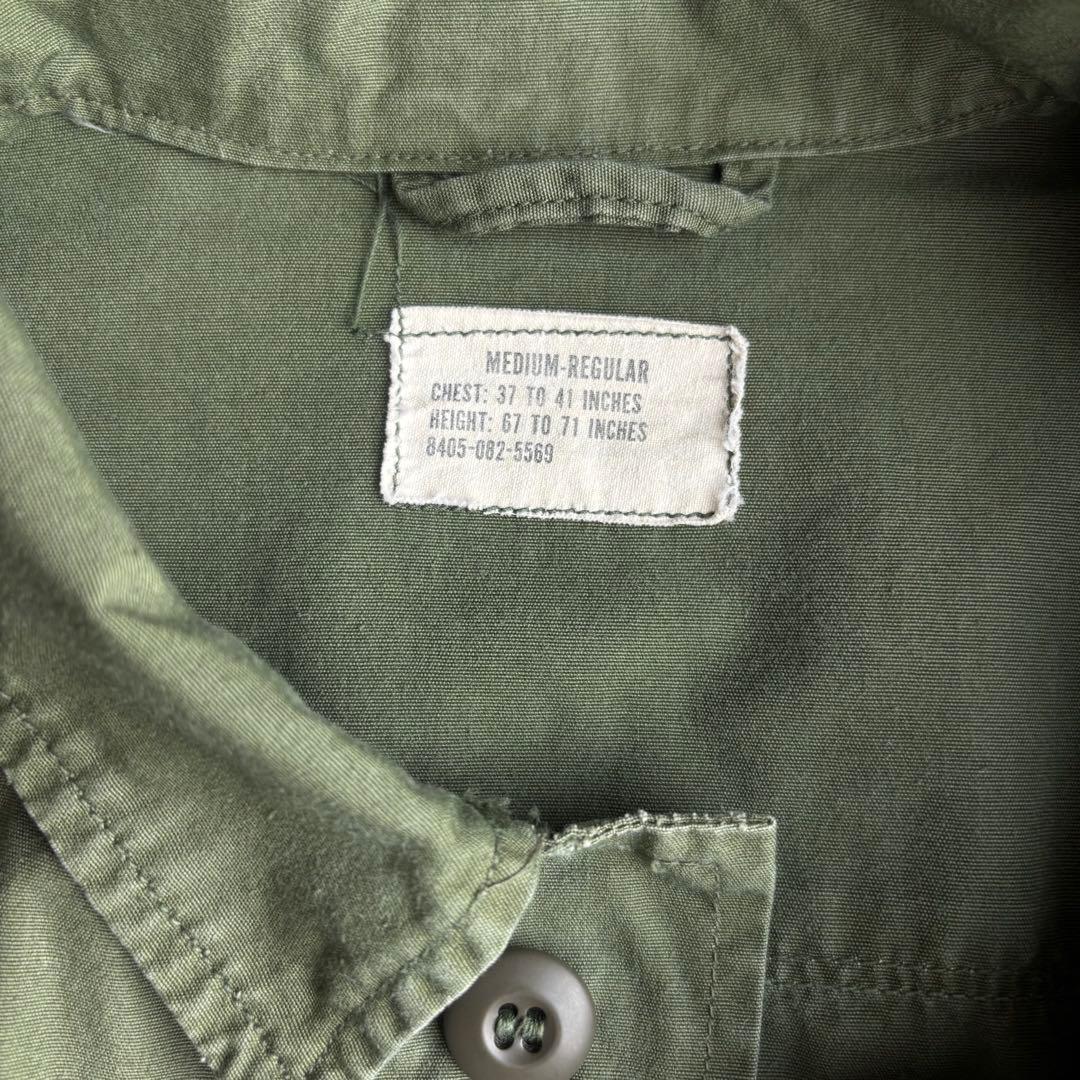 MEDIUM-REGULAR
CHEST: 37 TO 41 INCHES
HEIGHT: 67 TO 71 INCHES
8405-082-5569